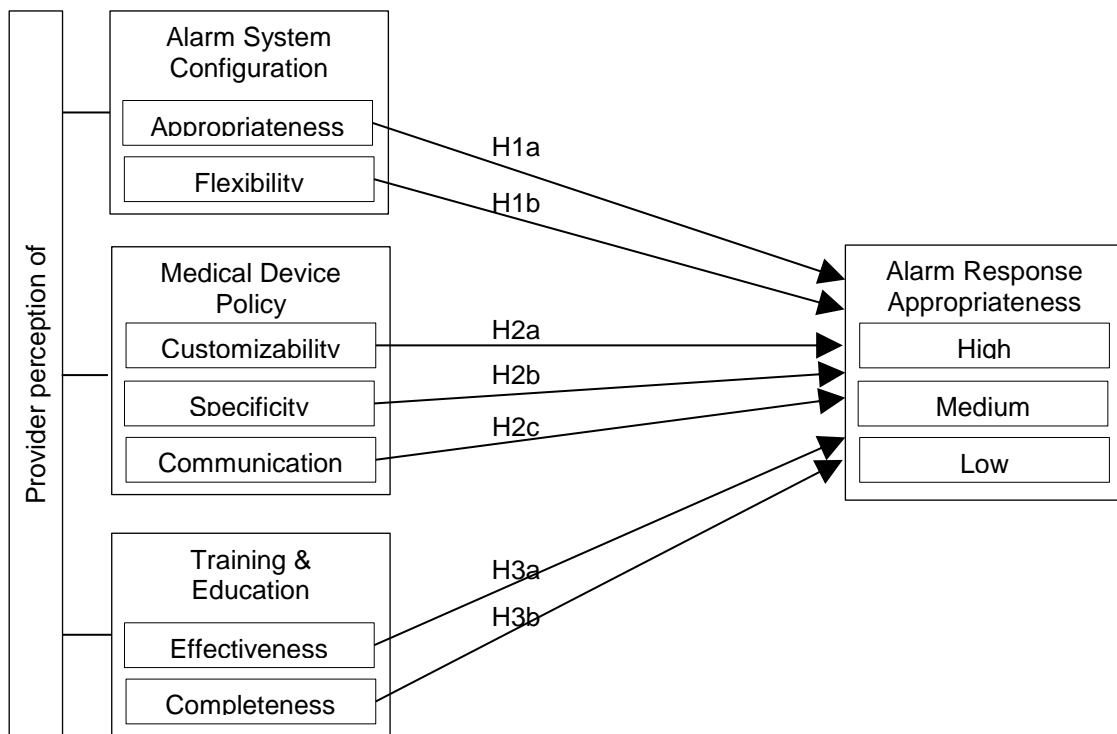 Provider perception of
Alarm System
Configuration
Appropriateness
Flexibility
H1a
H1b
Medical Device
Policy
Customizability
Specificity
Communication
H2a
H2b
H2c
Training &
Education
Effectiveness
Completeness
H3a
H3b
Alarm Response
Appropriateness
High
Medium
Low